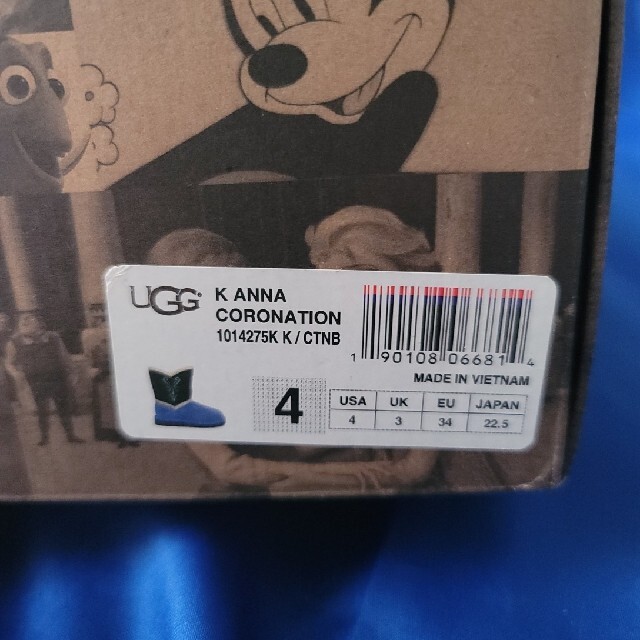 UGG
K ANNA
CORONATION
1014275K K / CTNB
1 90108 06681 4
MADE IN VIETNAM
4
USA UK EU JAPAN
4 3 34 22.5